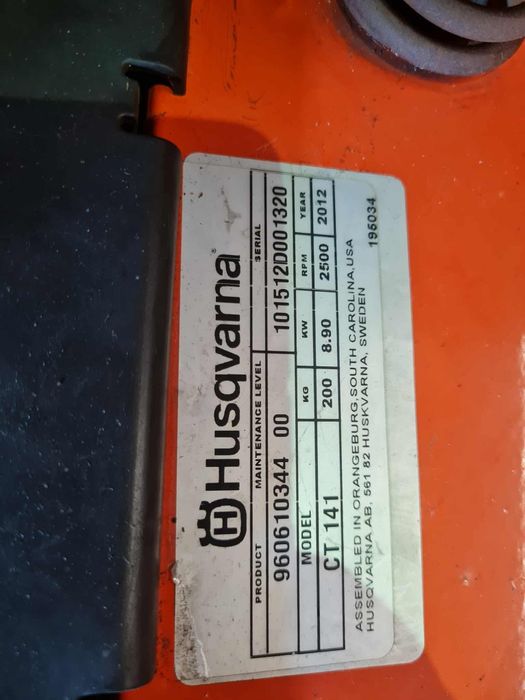 Husqvarna
PRODUCT MAINTENANCE LEVEL SERIAL
960610344 00 101512D001320
MODEL KG KW RPM YEAR
CT 141 200 8.90 2500 2012
ASSEMBLED IN ORANGEBURG,SOUTH CAROLINA,USA
HUSQVARNA AB, 561 82 HUSKVARNA, SWEDEN 195034